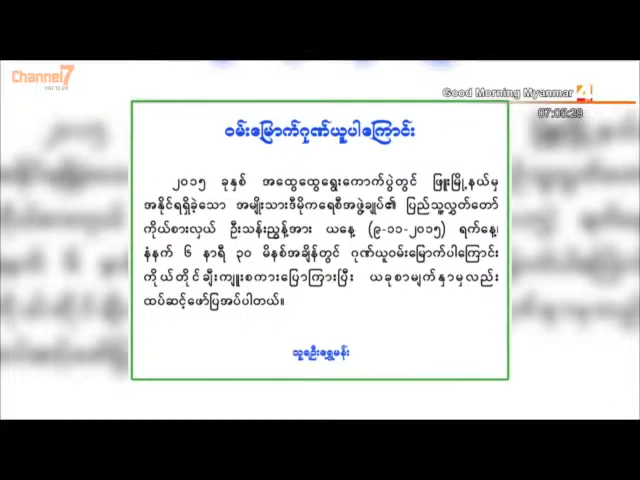 Channel 7
FREE TO AIR
Good Morning Myanmar 4
07:05:29
ဝမ်းမြောက်ဂုဏ်ယူပါကြောင်း
၂၀၁၅ ခုနှစ် အထွေထွေရွေးကောက်ပွဲတွင် ဖြူးမြို့နယ်မှ
အနိုင်ရရှိခဲ့သော အမျိုးသားဒီမိုကရေစီအဖွဲ့ချုပ်၏ ပြည်သူ့လွှတ်တော်
ကိုယ်စားလှယ် ဦးသန်းညွန့်အား ယနေ့ (၉-၁၁-၂၀၁၅) ရက်နေ့၊
နံနက် ၆ နာရီ ၃၀ မိနစ်အချိန်တွင် ဂုဏ်ယူဝမ်းမြောက်ပါကြောင်း
ကိုယ်တိုင်ချီးကျူးစကားပြောကြားပြီး ယခုစာမျက်နှာမှလည်း
ထပ်ဆင့်ဖော်ပြအပ်ပါတယ်။
သူရဦးရွှေမန်း